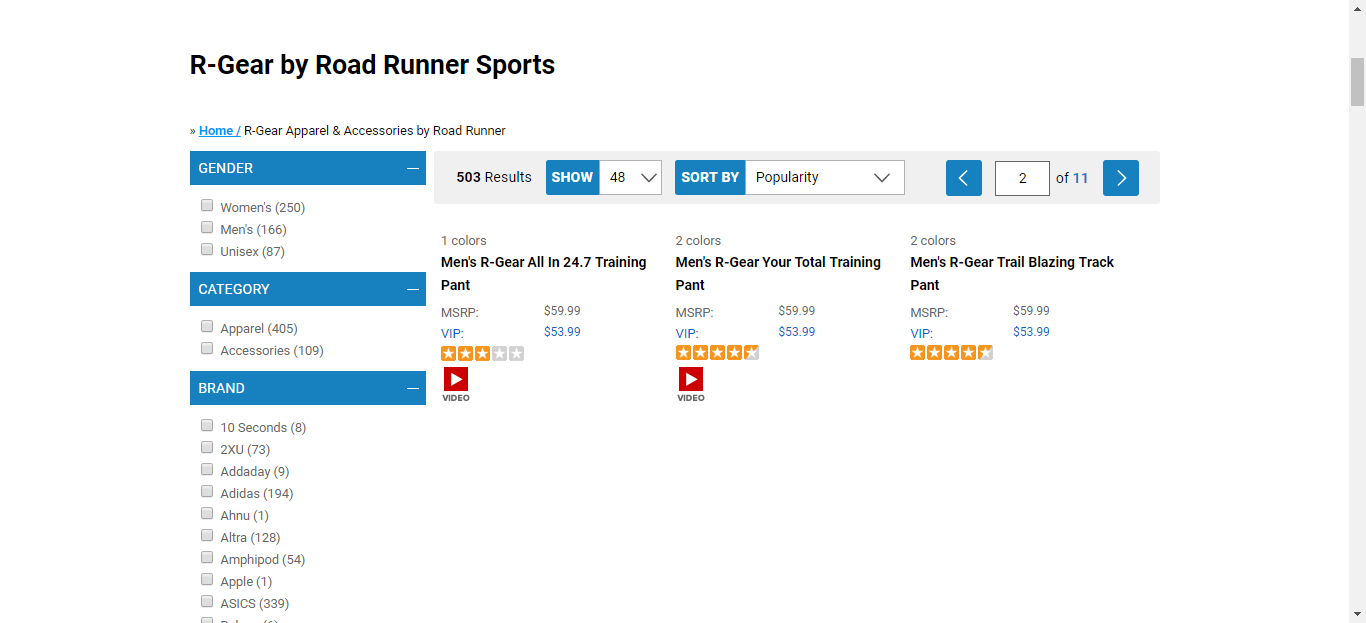 R-Gear by Road Runner Sports
» Home / R-Gear Apparel & Accessories by Road Runner
GENDER
Women's (250)
Men's (166)
Unisex (87)
CATEGORY
Apparel (405)
Accessories (109)
BRAND
10 Seconds (8)
2XU (73)
Addaday (9)
Adidas (194)
Ahnu (1)
Altra (128)
Amphipod (54)
Apple (1)
ASICS (339)
503 Results SHOW 48 SORT BY Popularity 2 of 11
1 colors
Men's R-Gear All In 24.7 Training
Pant
MSRP: $59.99
VIP: $53.99
VIDEO
2 colors
Men's R-Gear Your Total Training
Pant
MSRP: $59.99
VIP: $53.99
VIDEO
2 colors
Men's R-Gear Trail Blazing Track
Pant
MSRP: $59.99
VIP: $53.99